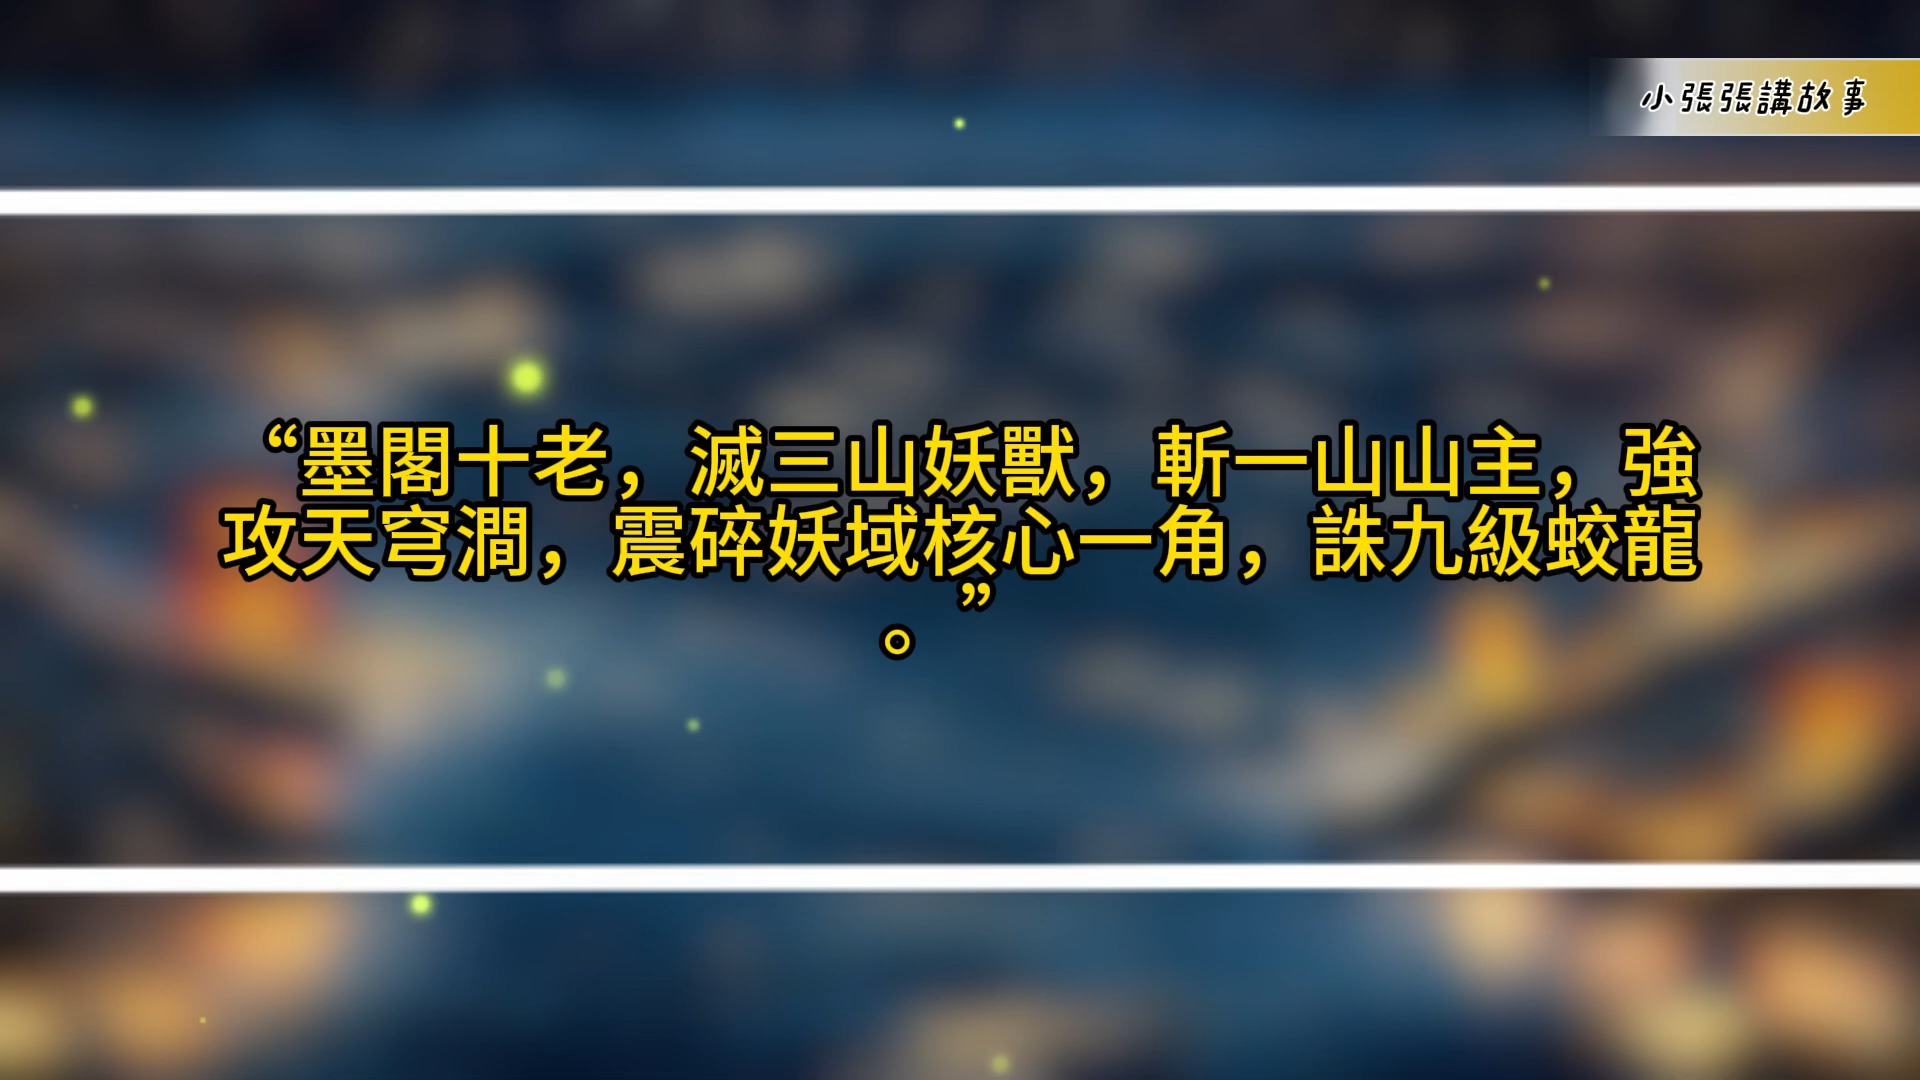 小張張講故事
“墨閣十老，滅三山妖獸，斬一山山主，強
攻天穹澗，震碎妖域核心一角，誅九級蛟龍
”
。